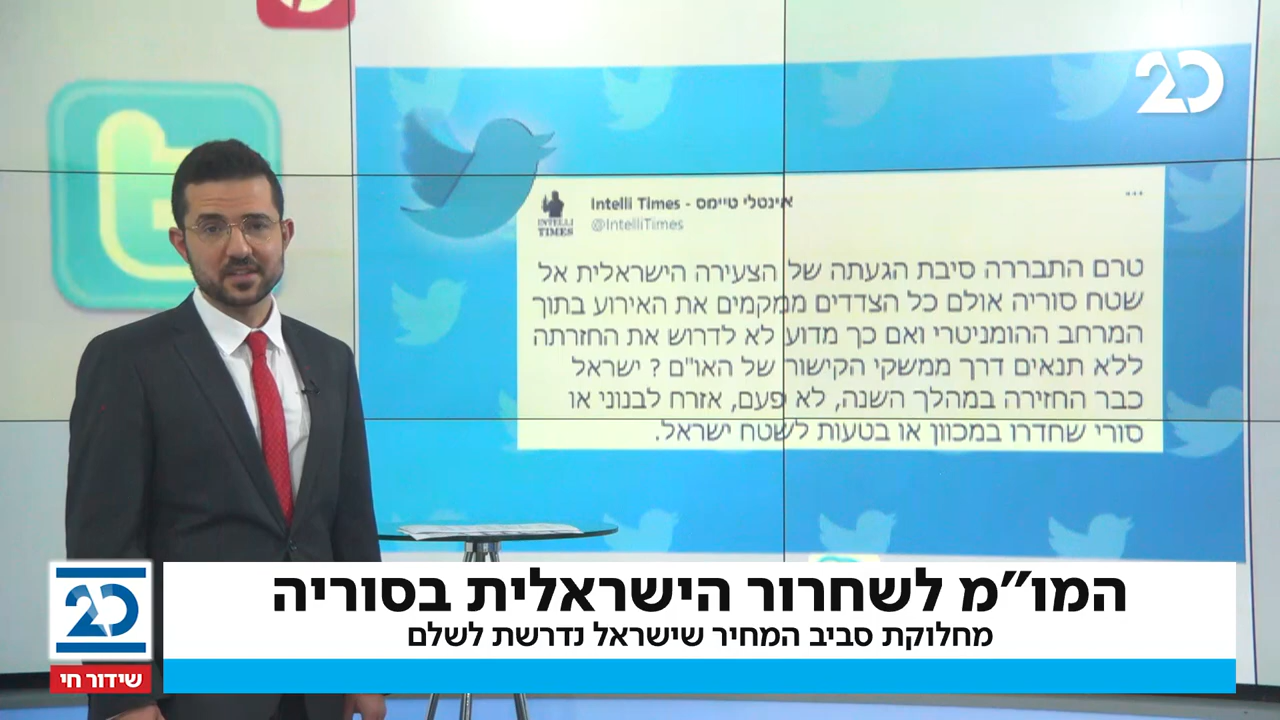 20
אינטלי טיימס - Intelli Times
@IntelliTimes
INTELLI
TIMES
טרם התבררה סיבת הגעתה של הצעירה הישראלית אל
שטח סוריה אולם כל הצדדים ממקמים את האירוע בתוך
המרחב ההומניטרי ואם כך מדוע לא לדרוש את החזרתה
ללא תנאים דרך ממשקי הקישור של האו"ם ? ישראל
כבר החזירה במהלך השנה, לא פעם, אזרח לבנוני או
סורי שחדרו במכוון או בטעות לשטח ישראל.
המו"מ לשחרור הישראלית בסוריה
מחלוקת סביב המחיר שישראל נדרשת לשלם
20
שידור חי